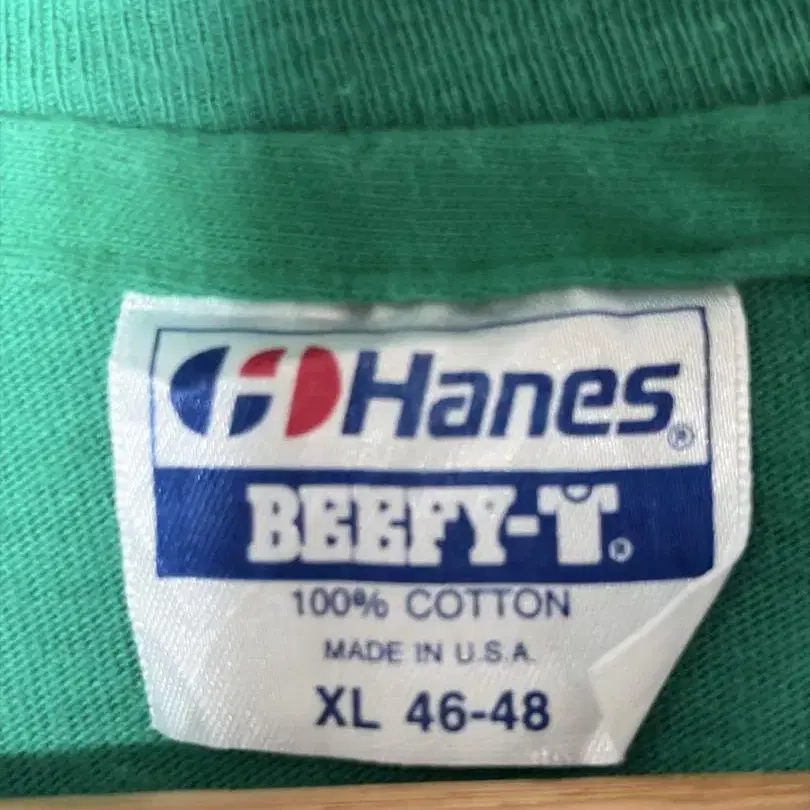 Hanes®
BEEFY-T®
100% COTTON
MADE IN U.S.A.
XL 46-48